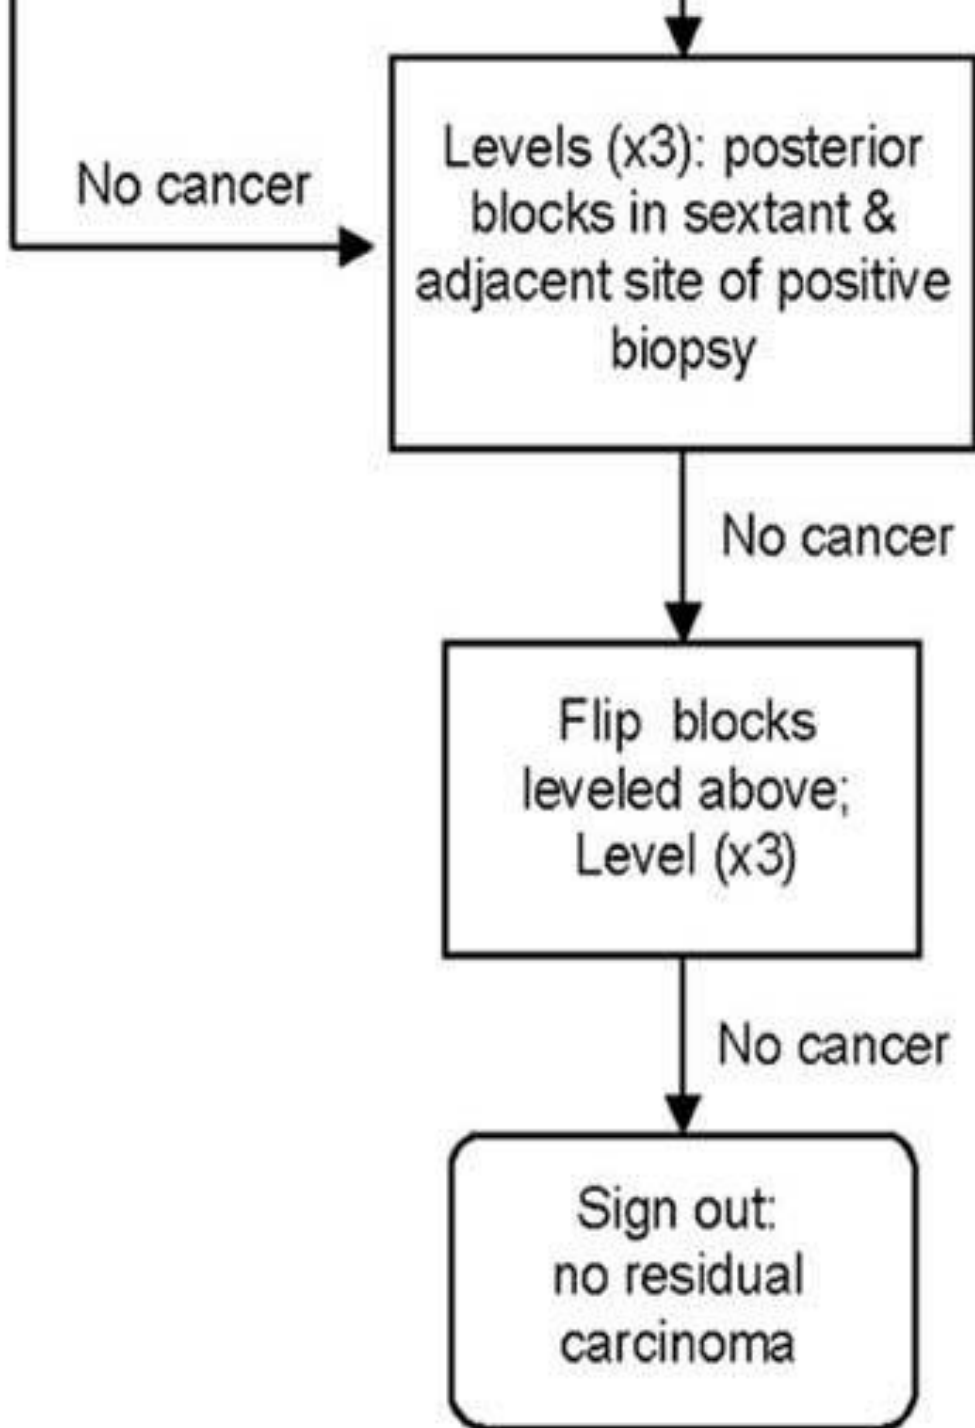 No cancer
Levels (x3): posterior
blocks in sextant &
adjacent site of positive
biopsy
No cancer
Flip blocks
leveled above;
Level (x3)
No cancer
Sign out:
no residual
carcinoma